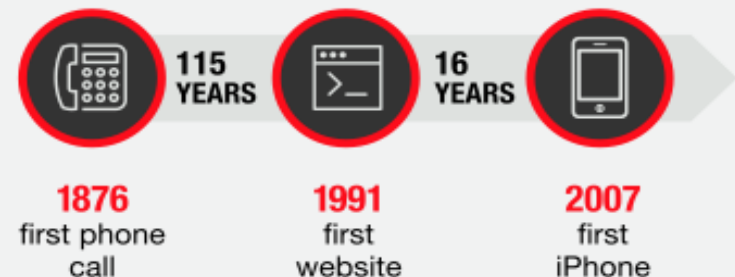 115
YEARS
16
YEARS
1876
first phone
call
1991
first
website
2007
first
iPhone